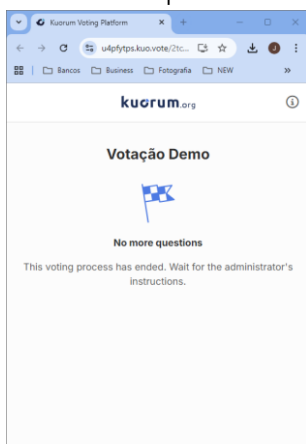 Kuorum Voting Platform
u4pfytps.kuo.vote/2tc...
Bancos Business Fotografia NEW
kuorum.org
Votação Demo
No more questions
This voting process has ended. Wait for the administrator's
instructions.